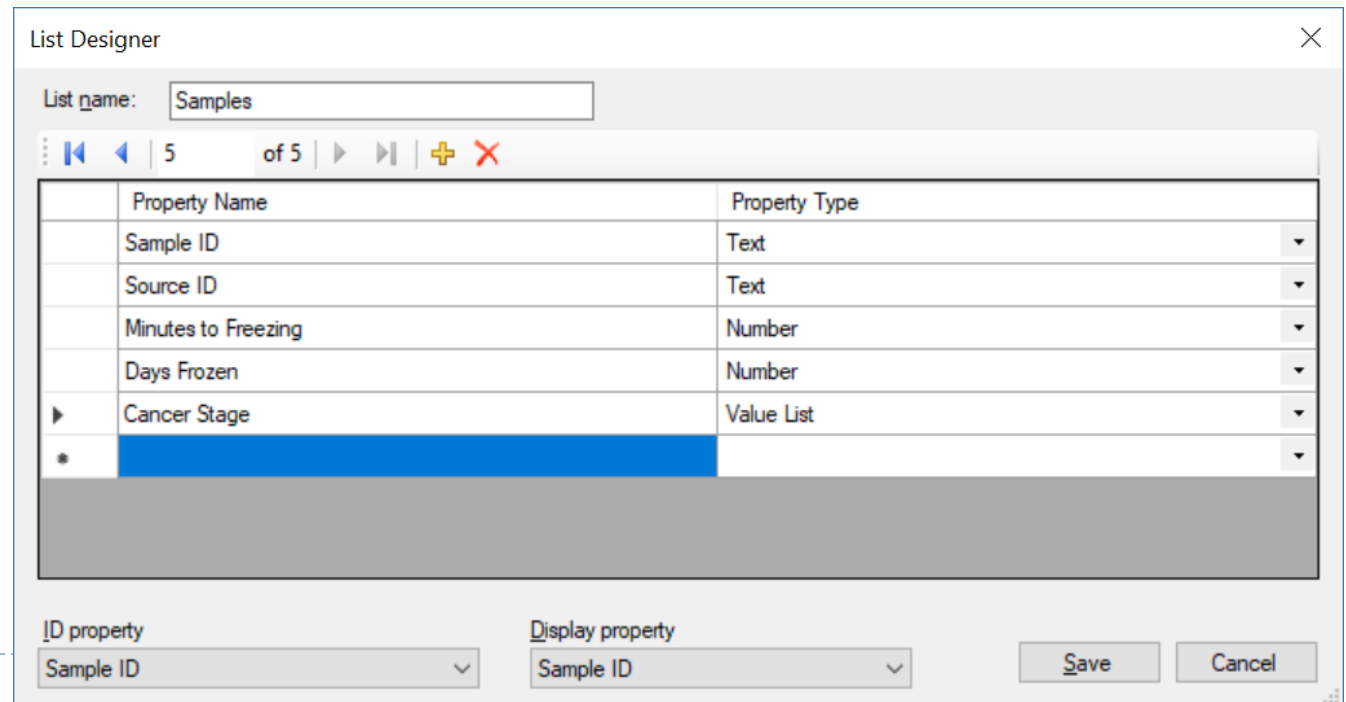 List Designer
List name: Samples
5 of 5
Property Name Property Type
Sample ID Text
Source ID Text
Minutes to Freezing Number
Days Frozen Number
Cancer Stage Value List
ID property Display property
Sample ID Sample ID Save Cancel